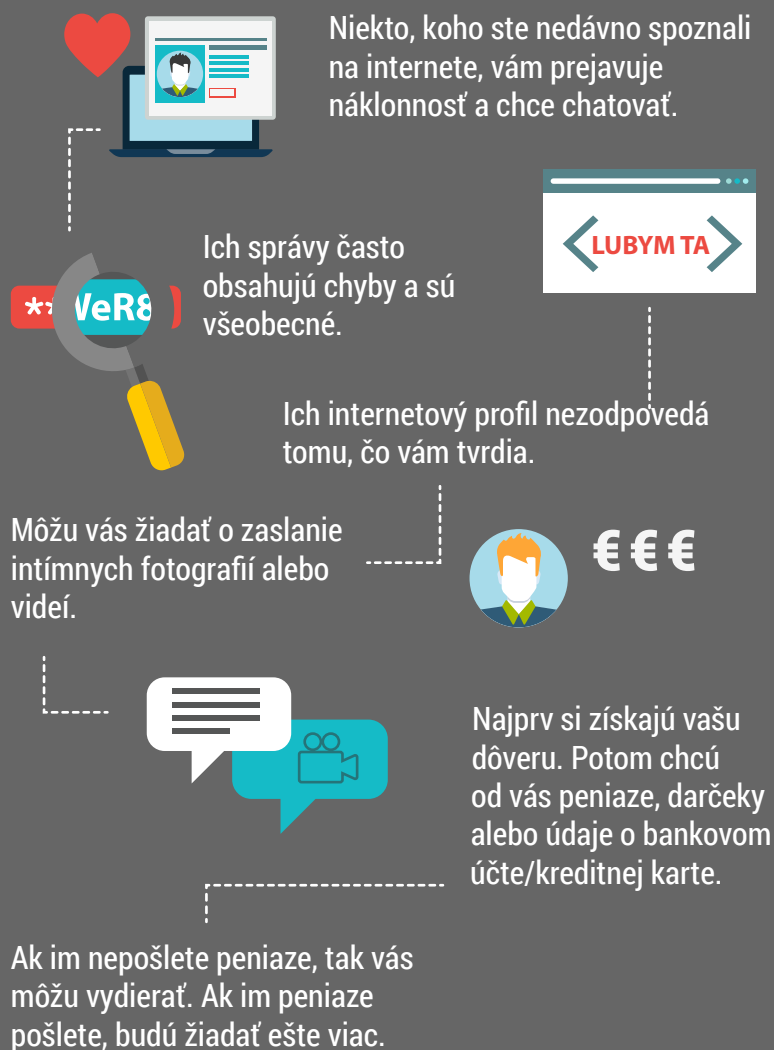 Niekto, koho ste nedávno spoznali
na internete, vám prejavuje
náklonnosť a chce chatovať.
LUBYM TA
Ich správy často
obsahujú chyby a sú
všeobecné.
** WeR8
Ich internetový profil nezodpovedá
tomu, čo vám tvrdia.
Môžu vás žiadať o zaslanie
intímnych fotografií alebo
videí.
€ € €
Najprv si získajú vašu
dôveru. Potom chcú
od vás peniaze, darčeky
alebo údaje o bankovom
účte/kreditnej karte.
Ak im nepošlete peniaze, tak vás
môžu vydierať. Ak im peniaze
pošlete, budú žiadať ešte viac.